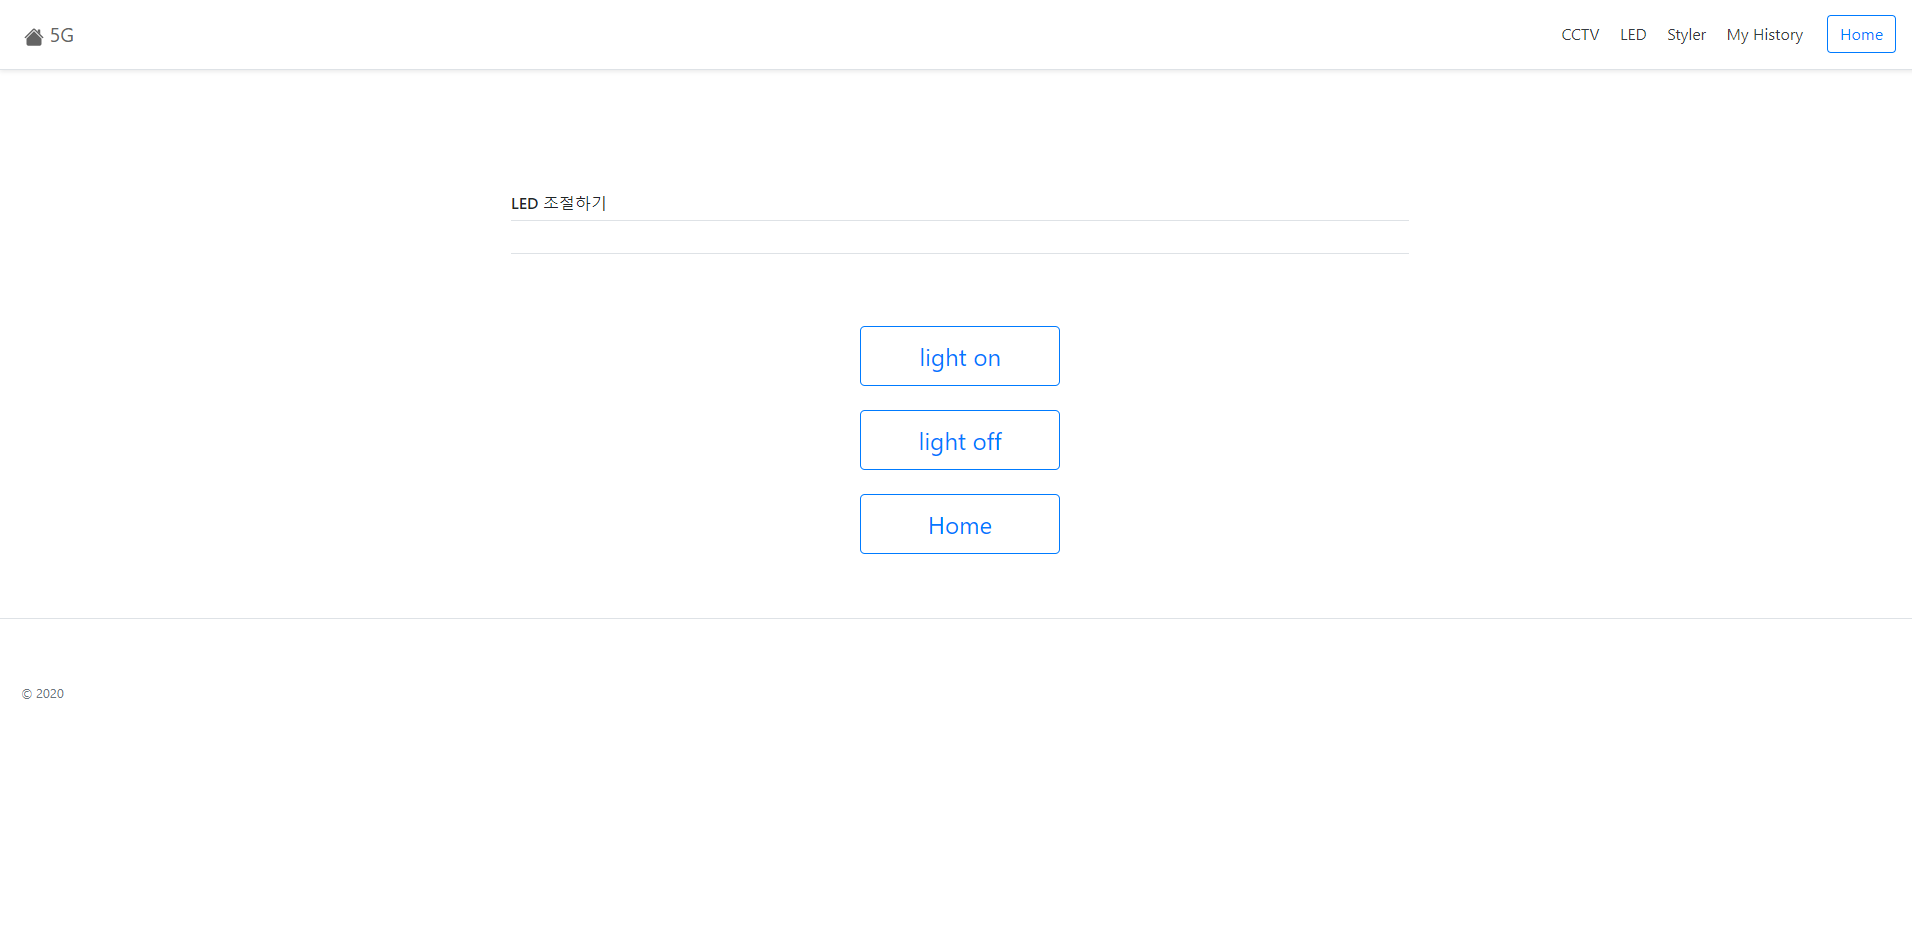 5G
CCTV LED Styler My History Home
LED 조절하기
light on
light off
Home
© 2020